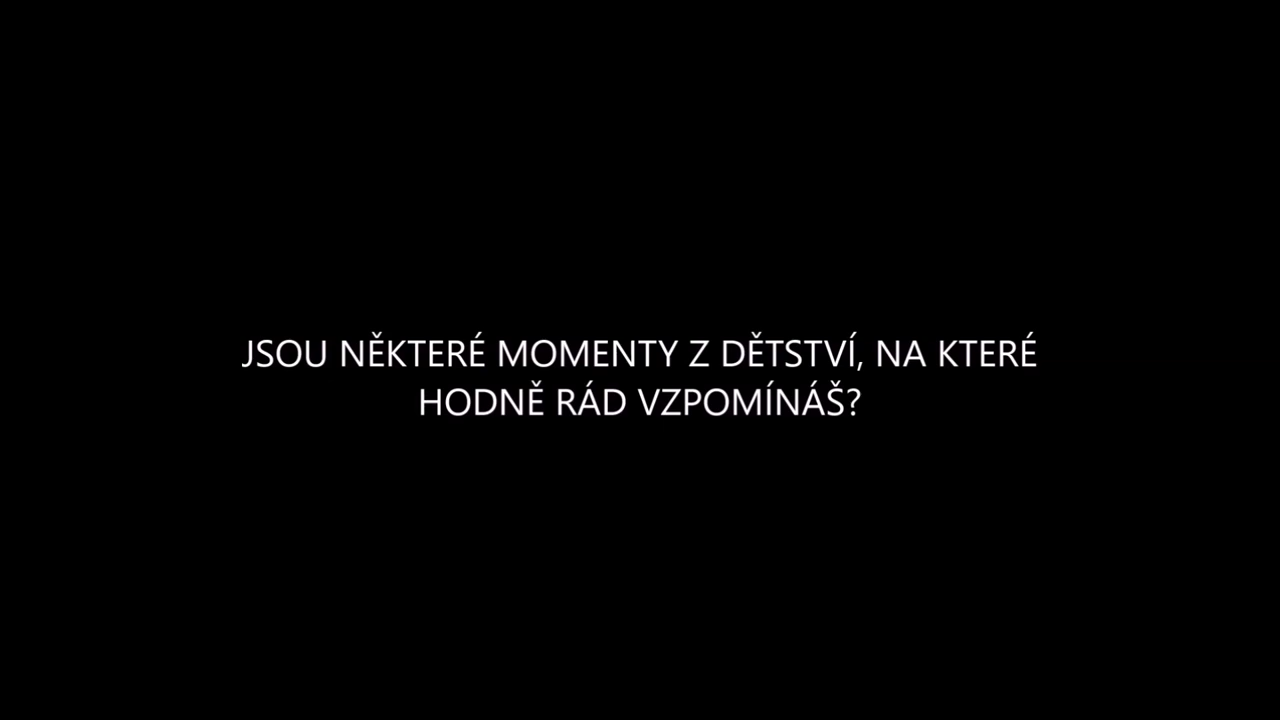 JSOU NĚKTERÉ MOMENTY Z DĚTSTVÍ, NA KTERÉ
HODNĚ RÁD VZPOMÍNÁŠ?